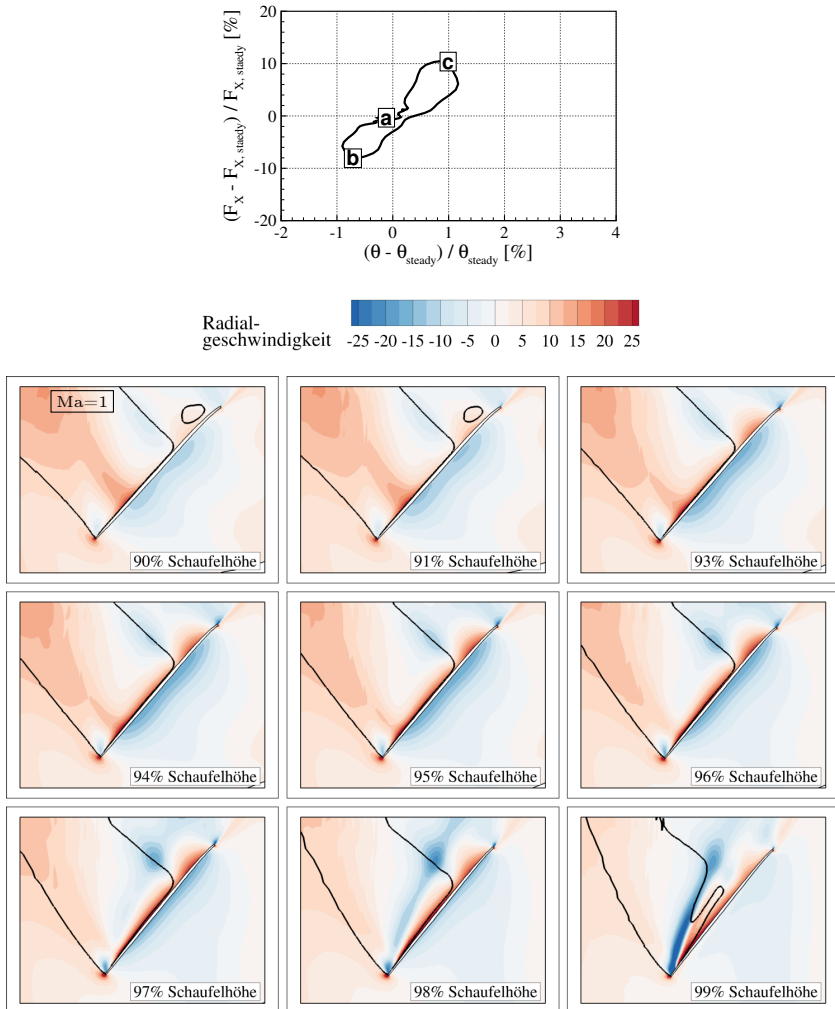 (F_X - F_X, staedy) / F_X, staedy [%]
20
10
0
-10
-20
a
b
c
-2 -1 0 1 2 3 4
(θ - θ_steady) / θ_steady [%]
Radial-
geschwindigkeit
-25 -20 -15 -10 -5 0 5 10 15 20 25
Ma=1
90% Schaufelhöhe
91% Schaufelhöhe
93% Schaufelhöhe
94% Schaufelhöhe
95% Schaufelhöhe
96% Schaufelhöhe
97% Schaufelhöhe
98% Schaufelhöhe
99% Schaufelhöhe